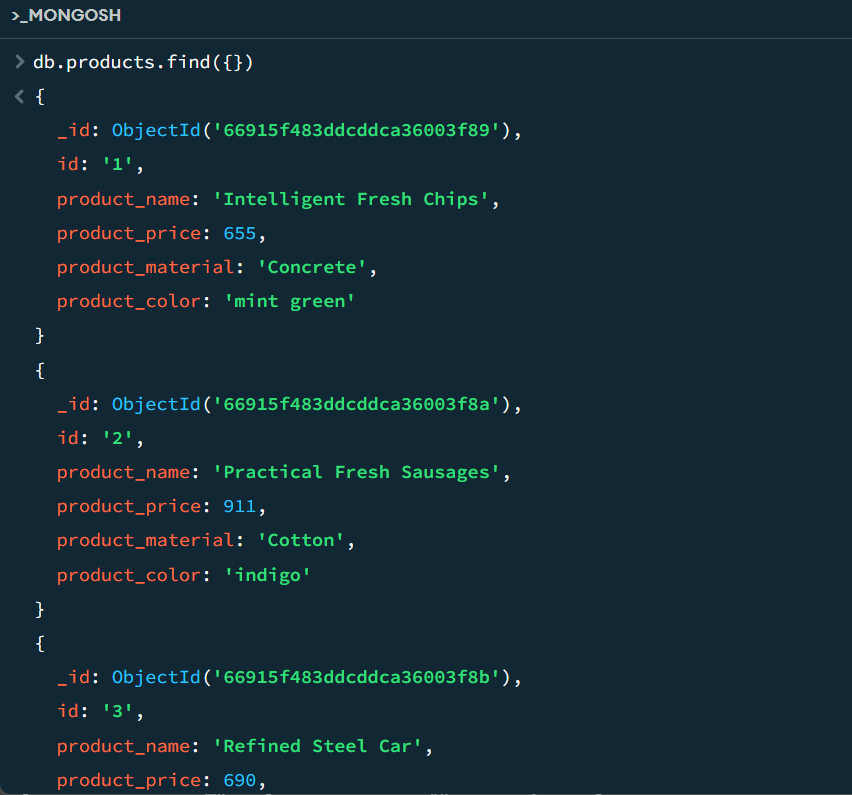 >_MONGOSH
> db.products.find({})
< {
_id: ObjectId('66915f483ddcddca36003f89'),
id: '1',
product_name: 'Intelligent Fresh Chips',
product_price: 655,
product_material: 'Concrete',
product_color: 'mint green'
}
{
_id: ObjectId('66915f483ddcddca36003f8a'),
id: '2',
product_name: 'Practical Fresh Sausages',
product_price: 911,
product_material: 'Cotton',
product_color: 'indigo'
}
{
_id: ObjectId('66915f483ddcddca36003f8b'),
id: '3',
product_name: 'Refined Steel Car',
product_price: 690,